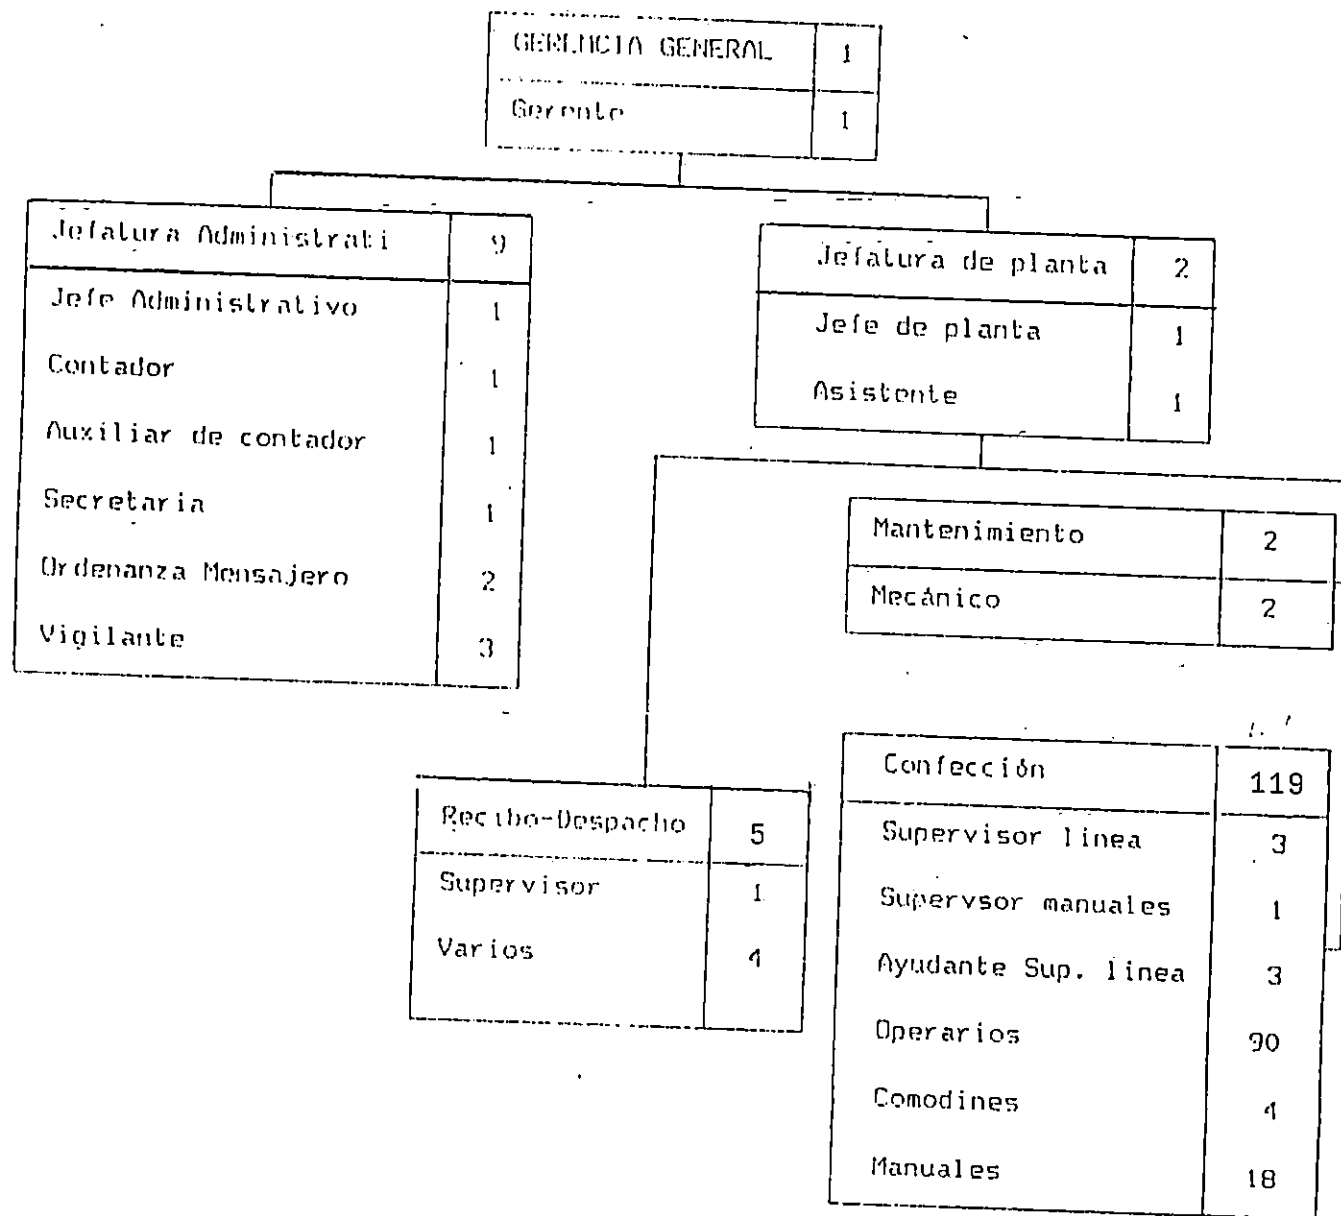 GERENCIA GENERAL 1
Gerente 1
Jefatura Administrati 9
Jefe Administrativo 1
Contador 1
Auxiliar de contador 1
Secretaria 1
Ordenanza Mensajero 2
Vigilante 3
Jefatura de planta 2
Jefe de planta 1
Asistente 1
Mantenimiento 2
Mecánico 2
Recibo-Despacho 5
Supervisor 1
Varios 4
Confección 119
Supervisor linea 3
Supervsor manuales 1
Ayudante Sup. linea 3
Operarios 90
Comodines 4
Manuales 18